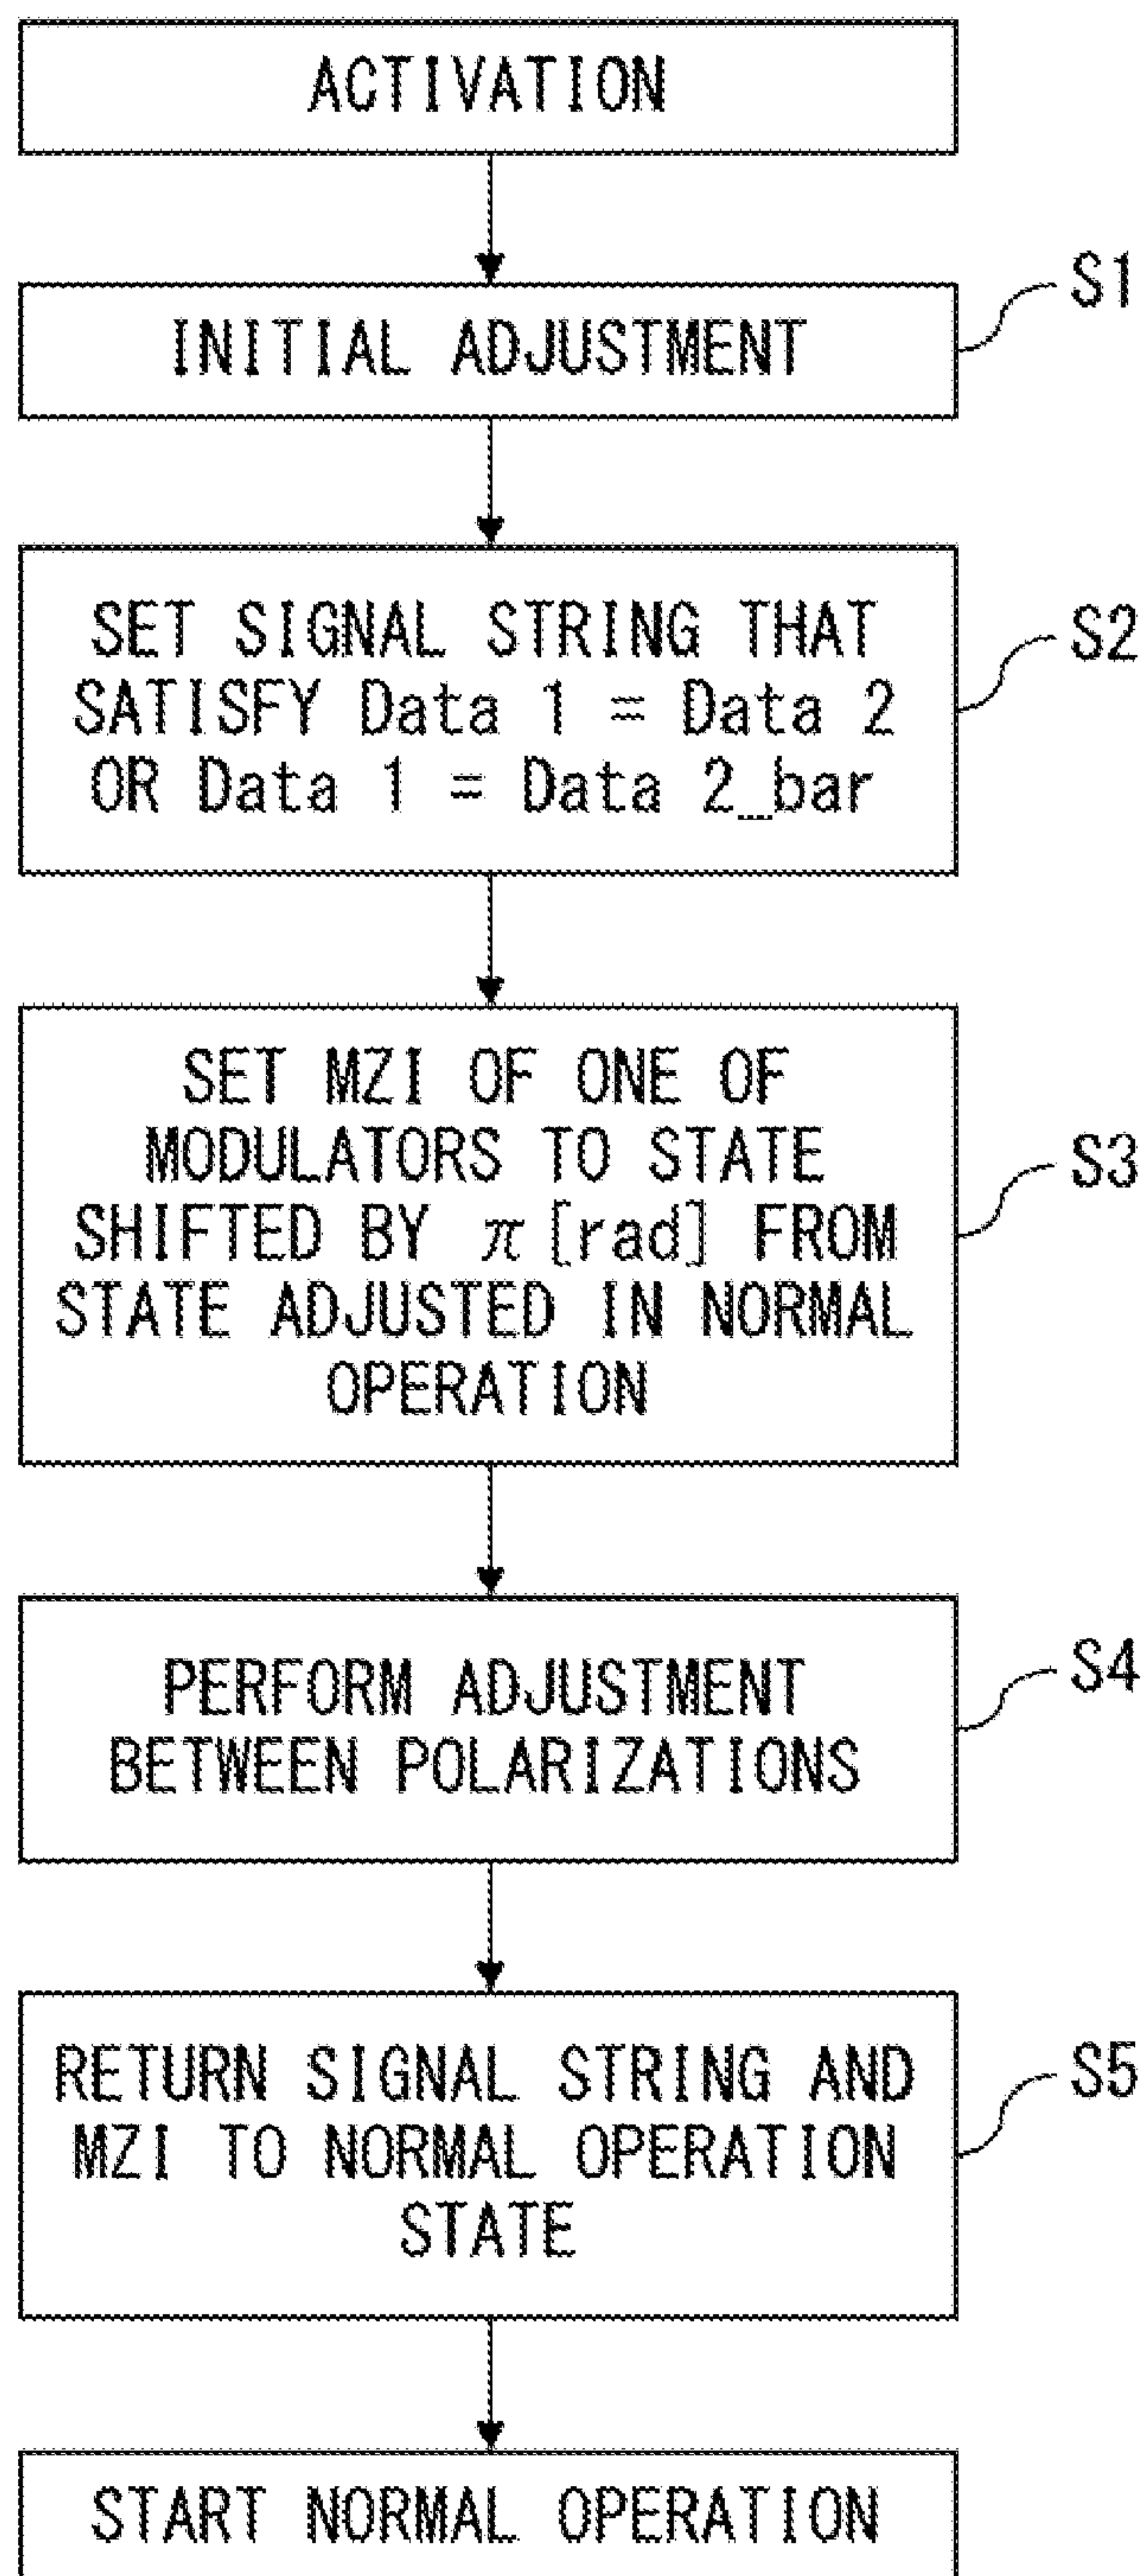 ACTIVATION
INITIAL ADJUSTMENT
S1
SET SIGNAL STRING THAT
SATISFY Data 1 = Data 2
OR Data 1 = Data 2_bar
S2
SET MZI OF ONE OF
MODULATORS TO STATE
SHIFTED BY π [rad] FROM
STATE ADJUSTED IN NORMAL
OPERATION
S3
PERFORM ADJUSTMENT
BETWEEN POLARIZATIONS
S4
RETURN SIGNAL STRING AND
MZI TO NORMAL OPERATION
STATE
S5
START NORMAL OPERATION